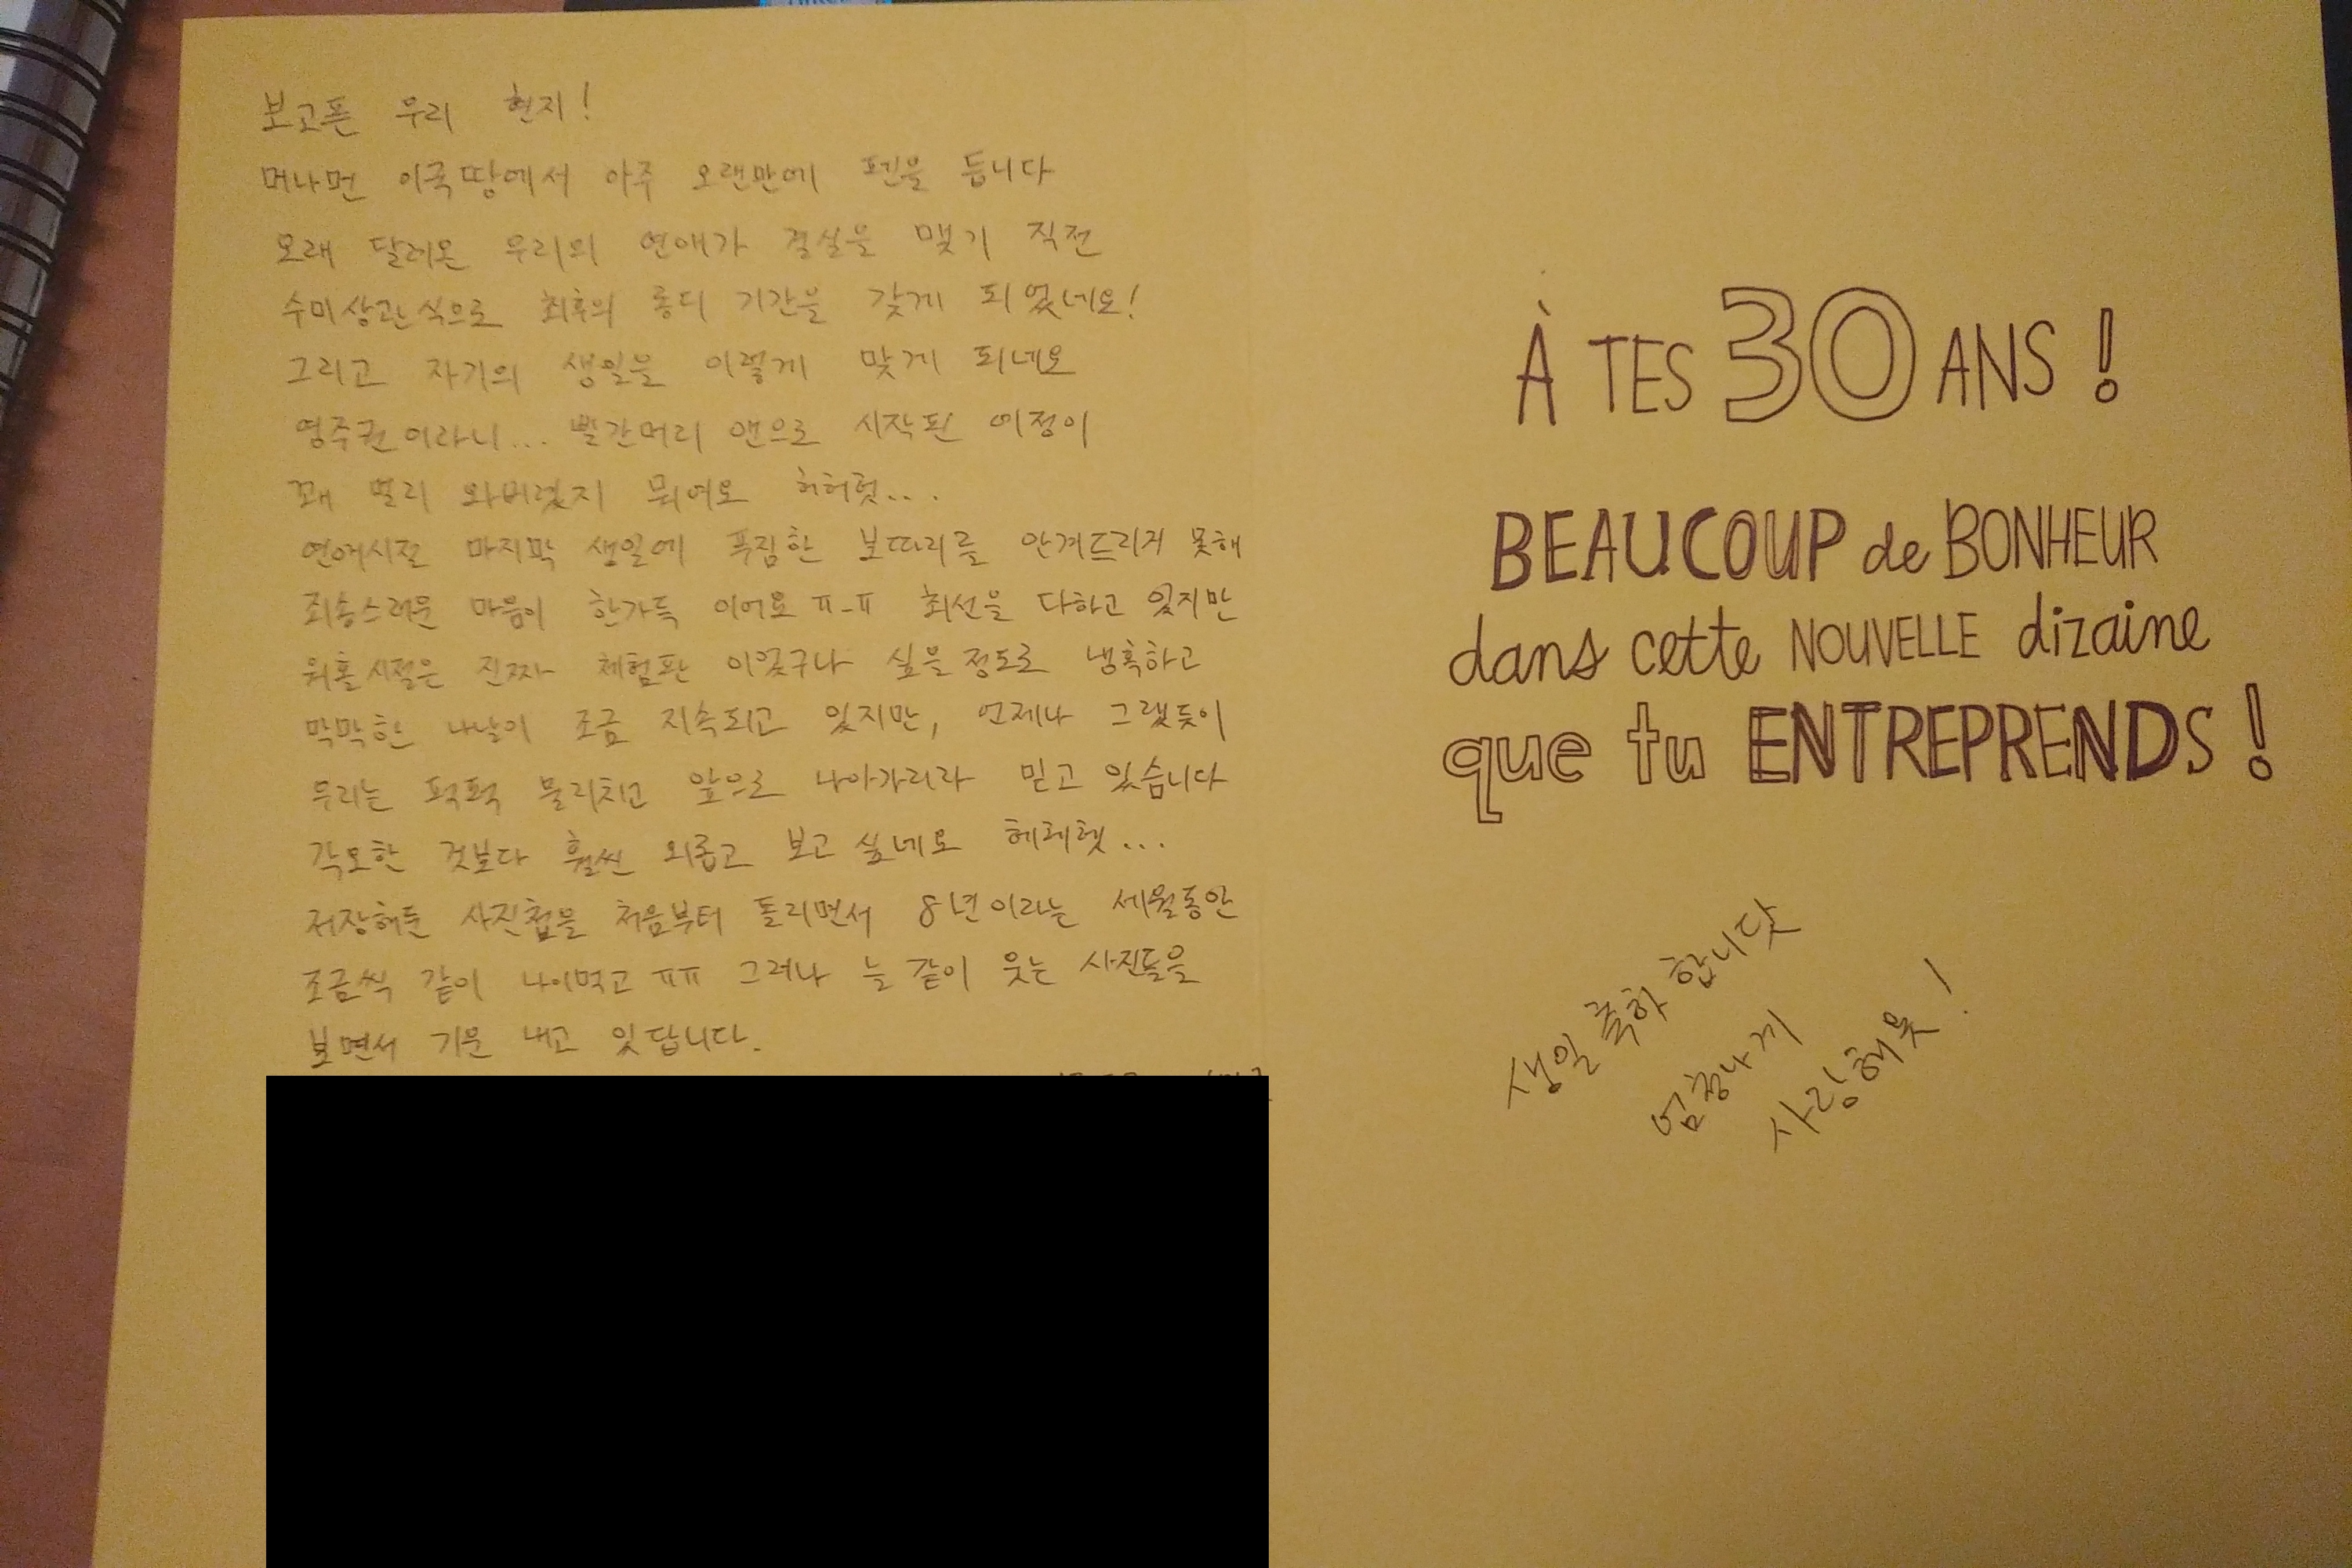 보고픈 우리 현지!
머나먼 이국땅에서 아주 오랜만에 펜을 듭니다
오래 달려온 우리의 연애가 결실을 맺기 직전
수미상관식으로 최후의 롱디 기간을 갖게 되었네요!
그리고 자기의 생일을 이렇게 맞게 되네요
영주권이라니... 빨간머리 앤으로 시작된 여정이
꽤 멀리 와버렸지 뭐여요 허허헛...
연애시절 마지막 생일에 푸짐한 보따리를 안겨드리지 못해
죄송스러운 마음이 한가득 이어요 ㅠ-ㅠ 최선을 다하고 있지만
워홀시절은 진짜 체험판 이었구나 싶을정도로 냉혹하고
막막한 나날이 조금 지속되고 있지만, 언제나 그랬듯이
우리는 퍽퍽 물리치고 앞으로 나아가리라 믿고 있습니다
각오한 것보다 훨씬 외롭고 보고싶네요 헤헤헷...
저장해둔 사진첩을 처음부터 돌리면서 8년이라는 세월동안
조금씩 같이 나이먹고 ㅠㅠ 그러나 늘 같이 웃는 사진들을
보면서 기운 내고 있답니다.
À TES 30 ANS !
BEAUCOUP de BONHEUR
dans cette NOUVELLE dizaine
que tu ENTREPRENDS !
생일 축하 합니닷
엄청나게
사랑해욧!